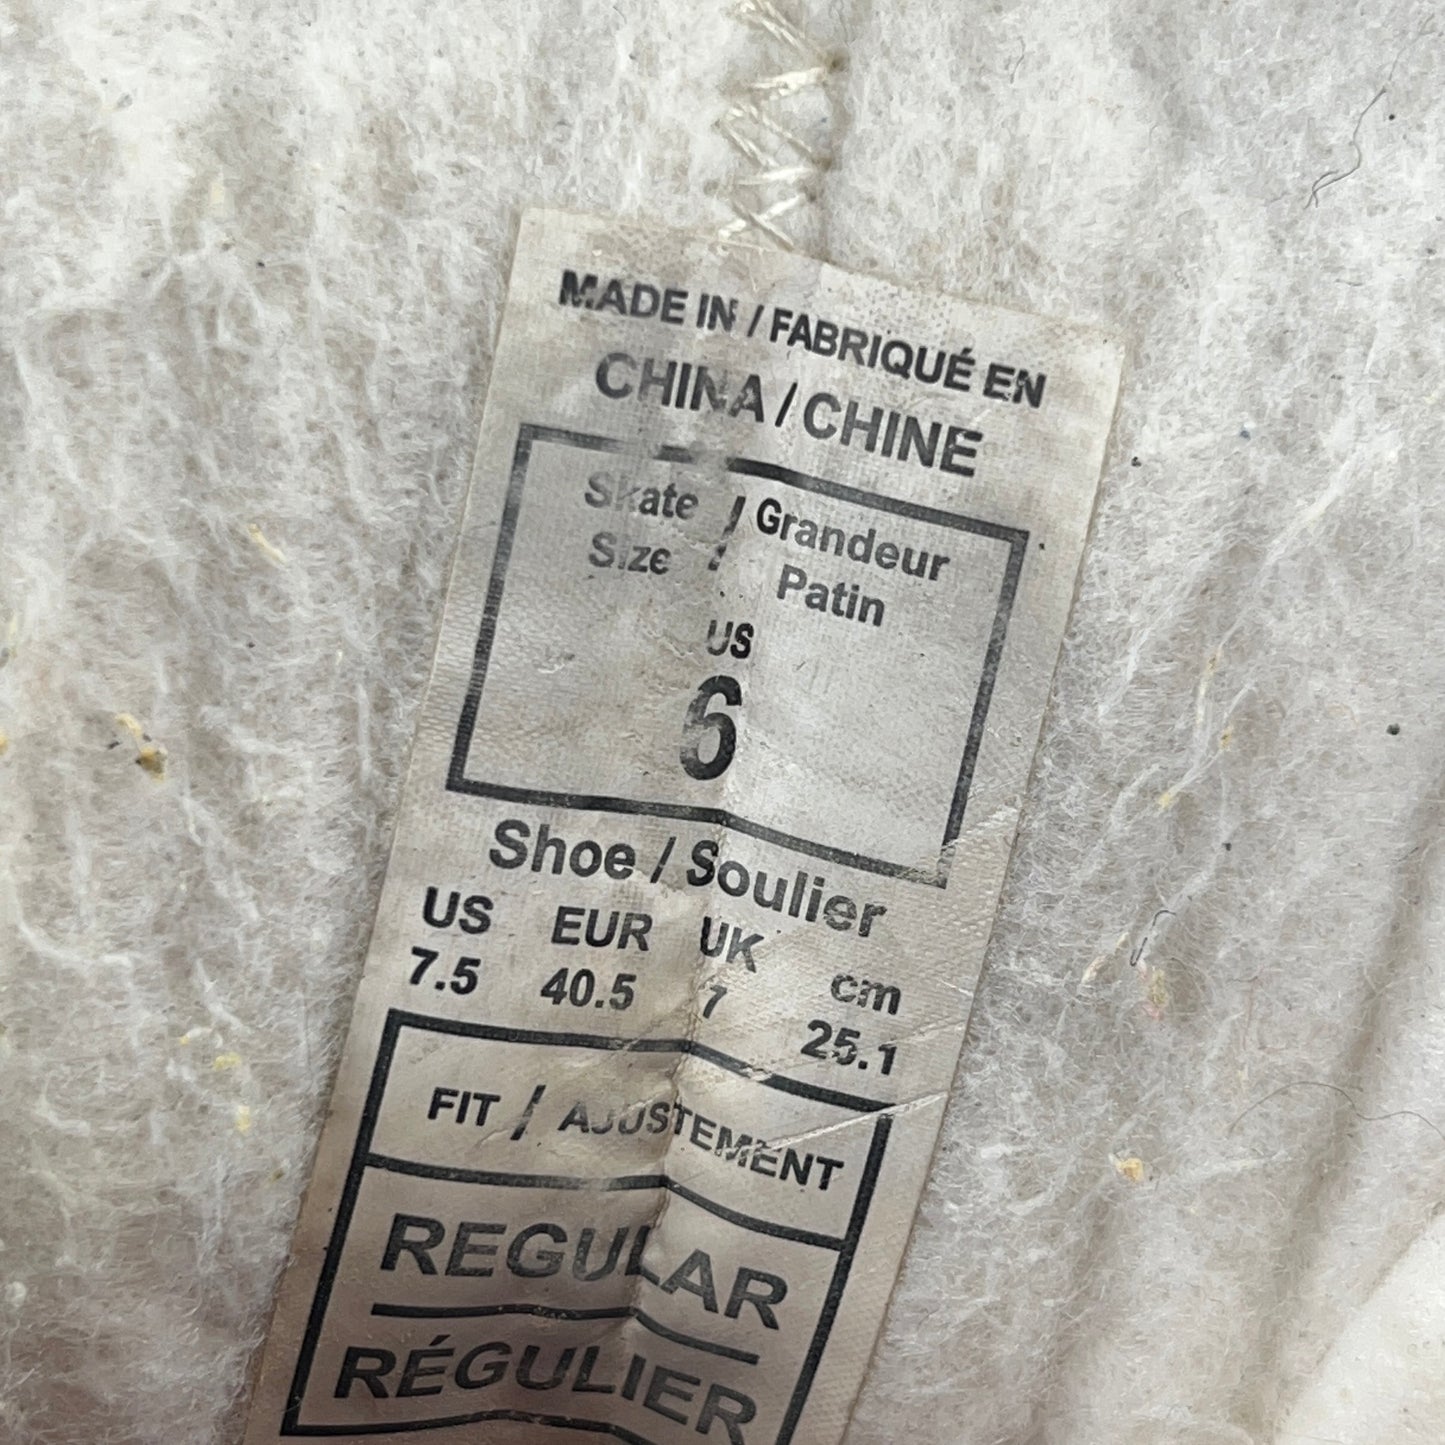 MADE IN / FABRIQUÉ EN
CHINA / CHINE
Skate / Grandeur
Size / Patin
US
6
Shoe / Soulier
US EUR UK cm
7.5 40.5 7 25.1
FIT / AJUSTEMENT
REGULAR
RÉGULIER